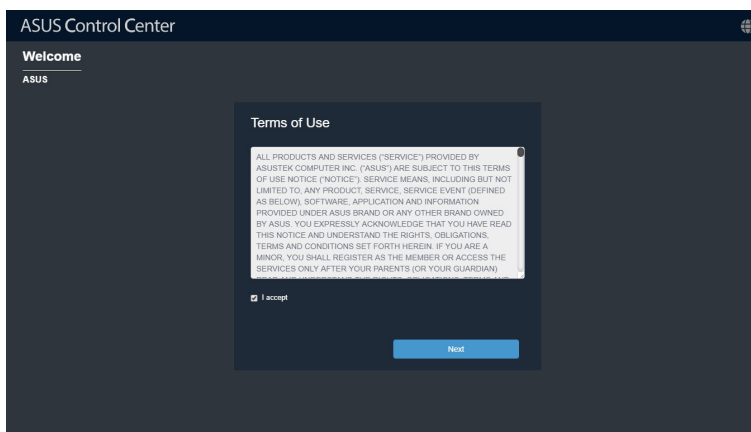 ASUS Control Center
Welcome
ASUS
Terms of Use
ALL PRODUCTS AND SERVICES ("SERVICE") PROVIDED BY
ASUSTEK COMPUTER INC. ("ASUS") ARE SUBJECT TO THIS TERMS
OF USE NOTICE ("NOTICE"). SERVICE MEANS, INCLUDING BUT NOT
LIMITED TO, ANY PRODUCT, SERVICE, SERVICE EVENT (DEFINED
AS BELOW), SOFTWARE, APPLICATION AND INFORMATION
PROVIDED UNDER ASUS BRAND OR ANY OTHER BRAND OWNED
BY ASUS. YOU EXPRESSLY ACKNOWLEDGE THAT YOU HAVE READ
THIS NOTICE AND UNDERSTAND THE RIGHTS, OBLIGATIONS,
TERMS AND CONDITIONS SET FORTH HEREIN. IF YOU ARE A
MINOR, YOU SHALL REGISTER AS THE MEMBER OR ACCESS THE
SERVICES ONLY AFTER YOUR PARENTS (OR YOUR GUARDIAN)
I accept
Next